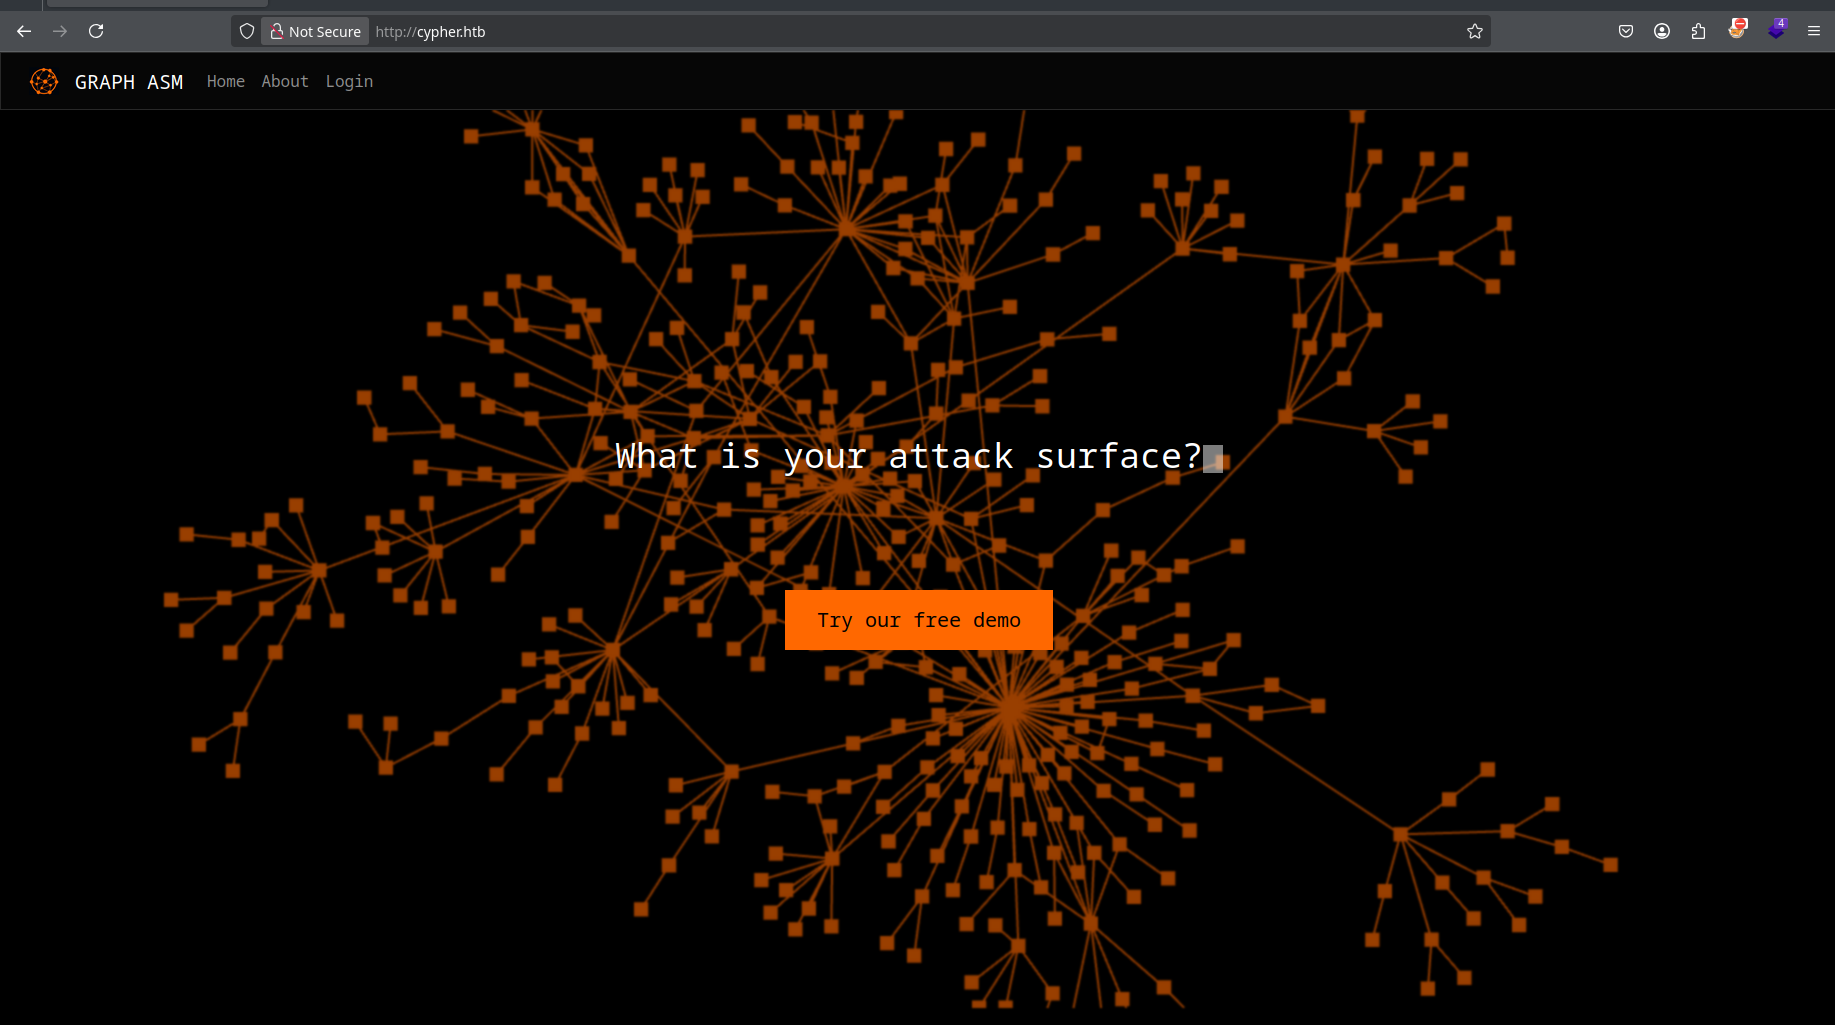 Not Secure http://cypher.htb
4
GRAPH ASM Home About Login
What is your attack surface?
Try our free demo